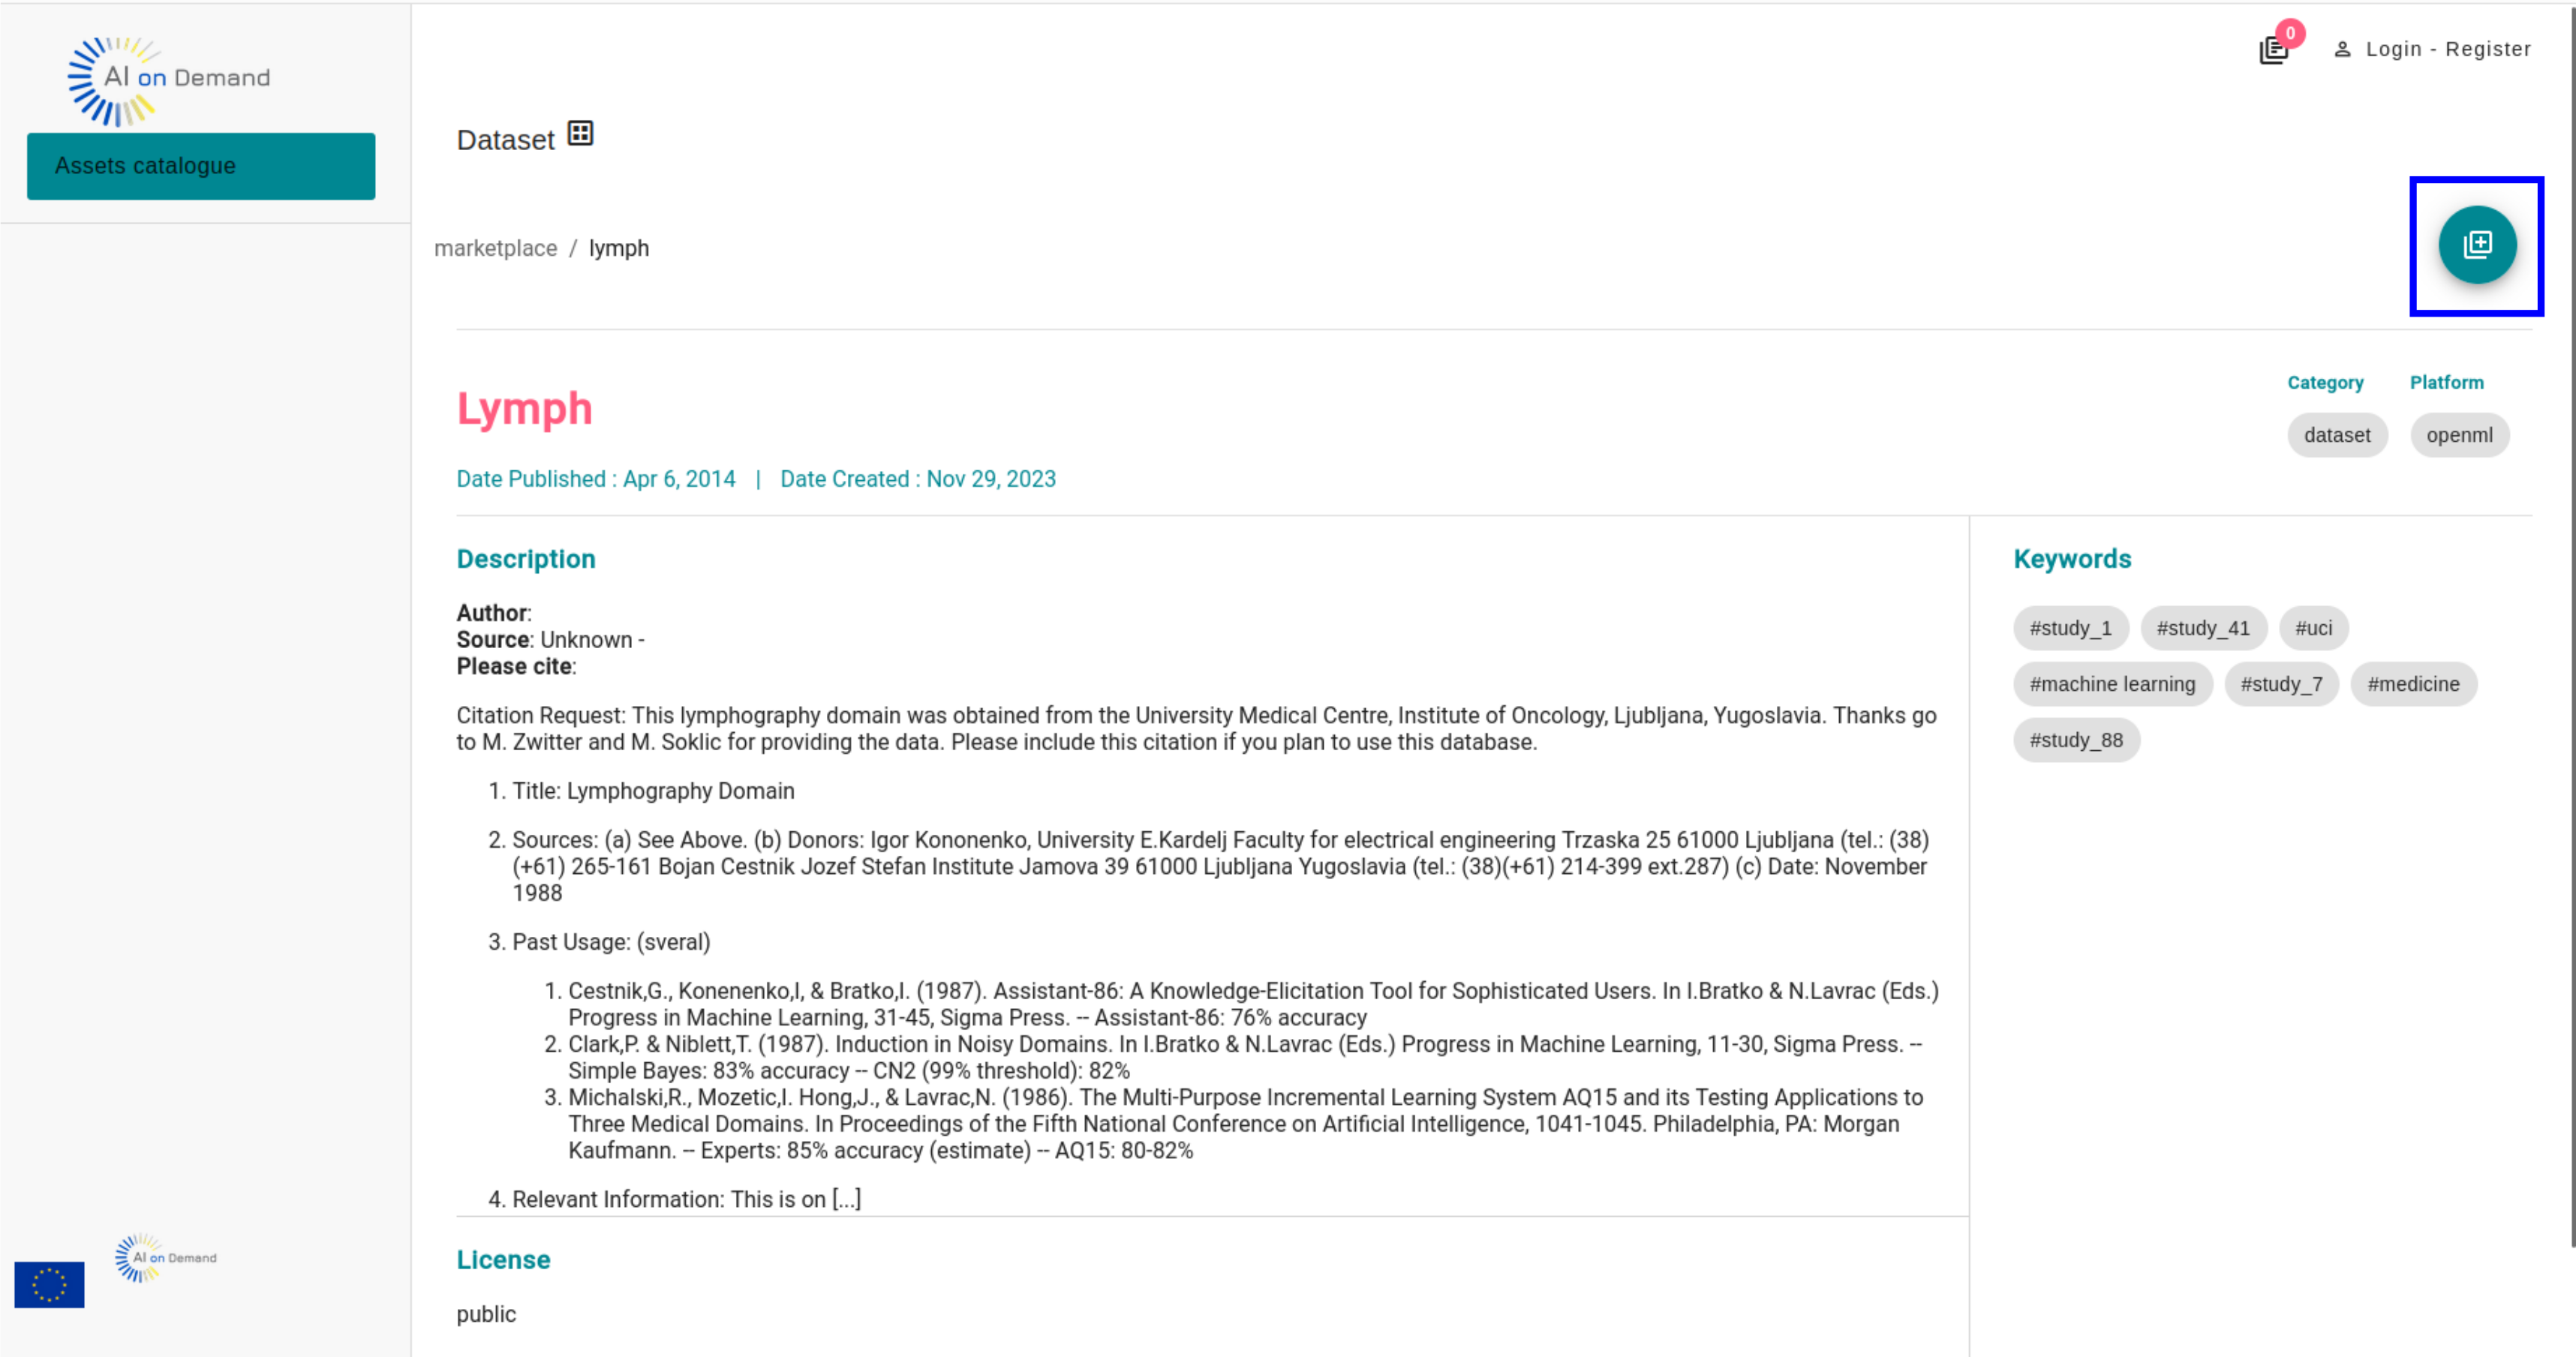 AI on Demand
Assets catalogue
0
Login - Register
Dataset
marketplace / lymph
Lymph
Date Published : Apr 6, 2014 | Date Created : Nov 29, 2023
Category
Platform
dataset
openml
Description
Author:
Source: Unknown -
Please cite:
Citation Request: This lymphography domain was obtained from the University Medical Centre, Institute of Oncology, Ljubljana, Yugoslavia. Thanks go
to M. Zwitter and M. Soklic for providing the data. Please include this citation if you plan to use this database.
1. Title: Lymphography Domain
2. Sources: (a) See Above. (b) Donors: Igor Kononenko, University E.Kardelj Faculty for electrical engineering Trzaska 25 61000 Ljubljana (tel.: (38)
(+61) 265-161 Bojan Cestnik Jozef Stefan Institute Jamova 39 61000 Ljubljana Yugoslavia (tel.: (38)(+61) 214-399 ext.287) (c) Date: November
1988
3. Past Usage: (sveral)
1. Cestnik,G., Konenenko,I, & Bratko,I. (1987). Assistant-86: A Knowledge-Elicitation Tool for Sophisticated Users. In I.Bratko & N.Lavrac (Eds.)
Progress in Machine Learning, 31-45, Sigma Press. -- Assistant-86: 76% accuracy
2. Clark,P. & Niblett,T. (1987). Induction in Noisy Domains. In I.Bratko & N.Lavrac (Eds.) Progress in Machine Learning, 11-30, Sigma Press. --
Simple Bayes: 83% accuracy -- CN2 (99% threshold): 82%
3. Michalski,R., Mozetic,I. Hong,J., & Lavrac,N. (1986). The Multi-Purpose Incremental Learning System AQ15 and its Testing Applications to
Three Medical Domains. In Proceedings of the Fifth National Conference on Artificial Intelligence, 1041-1045. Philadelphia, PA: Morgan
Kaufmann. -- Experts: 85% accuracy (estimate) -- AQ15: 80-82%
4. Relevant Information: This is on [...]
Keywords
#study_1 #study_41 #uci
#machine learning #study_7 #medicine
#study_88
License
public
AI on Demand